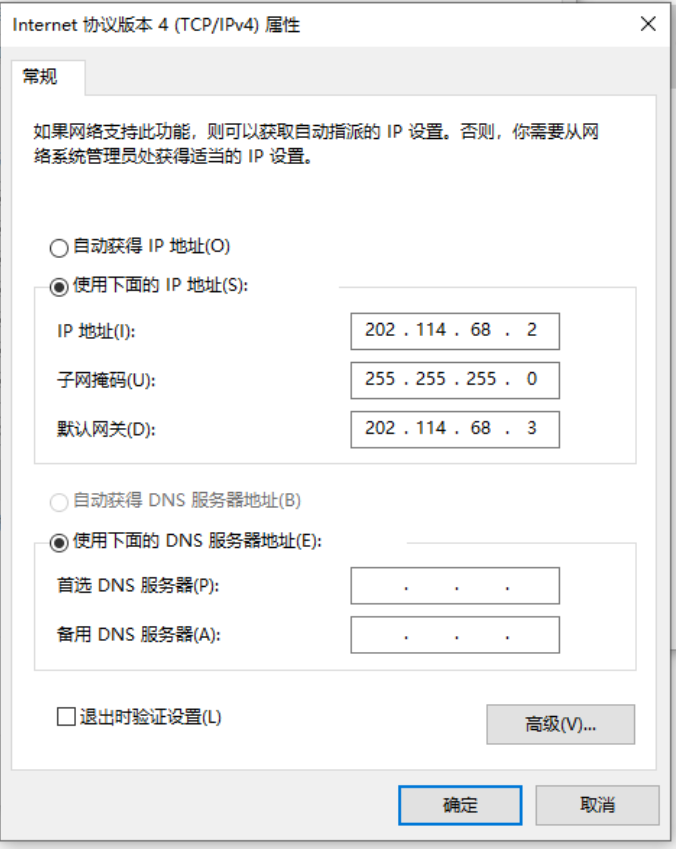 Internet 协议版本 4 (TCP/IPv4) 属性
常规
如果网络支持此功能，则可以获取自动指派的 IP 设置。否则，你需要从网
络系统管理员处获得适当的 IP 设置。
自动获得 IP 地址(O)
使用下面的 IP 地址(S):
IP 地址(I): 202 . 114 . 68 . 2
子网掩码(U): 255 . 255 . 255 . 0
默认网关(D): 202 . 114 . 68 . 3
自动获得 DNS 服务器地址(B)
使用下面的 DNS 服务器地址(E):
首选 DNS 服务器(P): . . .
备用 DNS 服务器(A): . . .
退出时验证设置(L)
高级(V)...
确定 取消